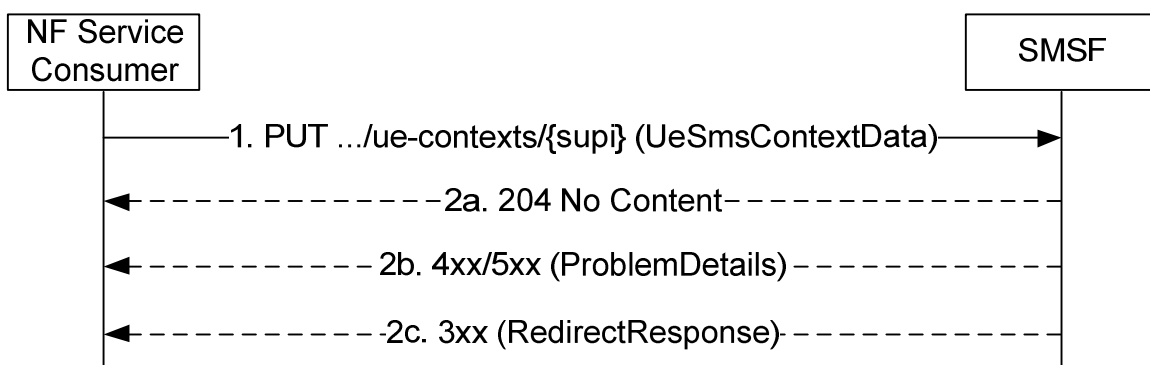 NF Service
Consumer
SMSF
1. PUT .../ue-contexts/{supi} (UeSmsContextData)
2a. 204 No Content
2b. 4xx/5xx (ProblemDetails)
2c. 3xx (RedirectResponse)